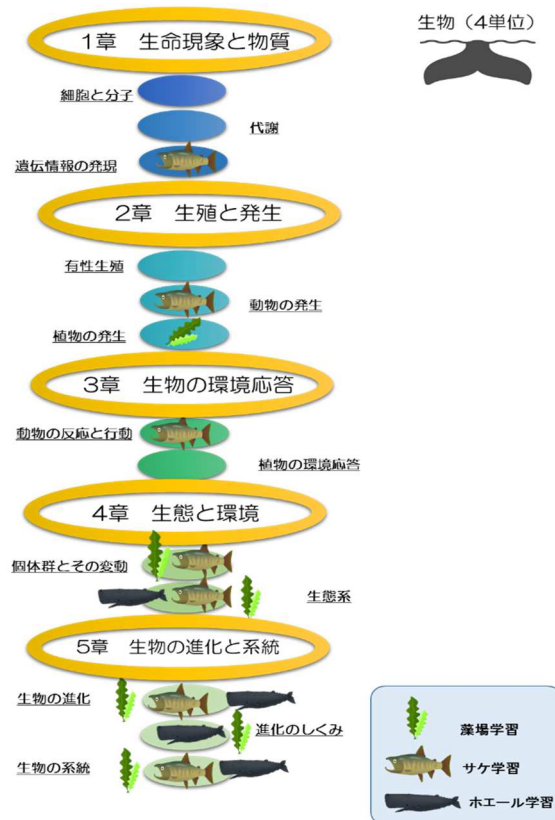 生物（4単位）
1章　生命現象と物質
細胞と分子
代謝
遺伝情報の発現
2章　生殖と発生
有性生殖
動物の発生
植物の発生
3章　生物の環境応答
動物の反応と行動
植物の環境応答
4章　生態と環境
個体群とその変動
生態系
5章　生物の進化と系統
生物の進化
進化のしくみ
生物の系統
藻場学習
サケ学習
ホエール学習